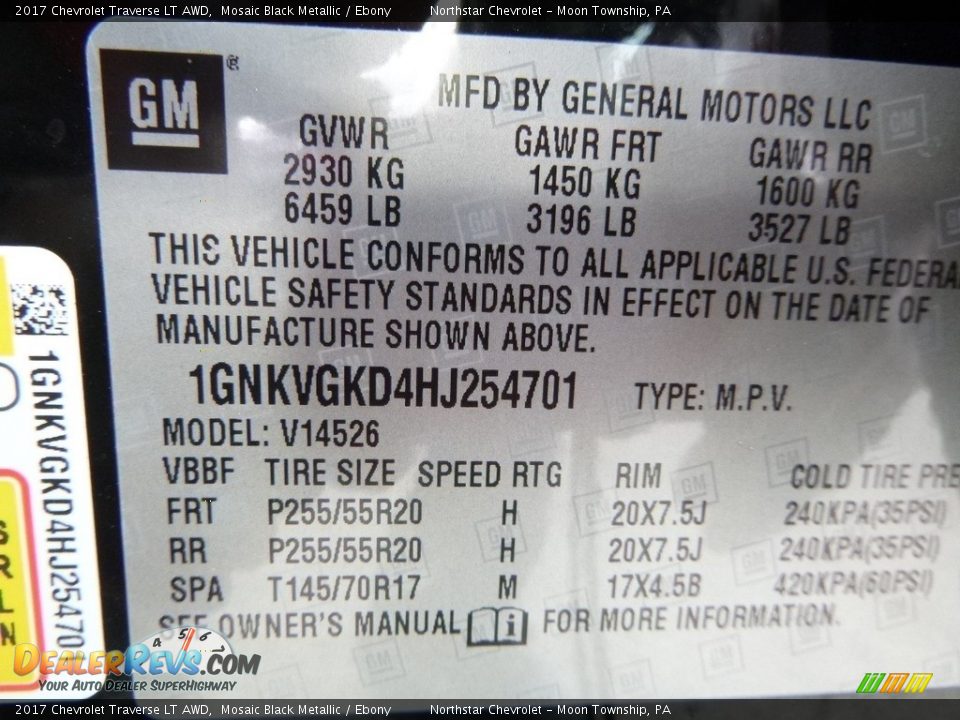 2017 Chevrolet Traverse LT AWD, Mosaic Black Metallic / Ebony Northstar Chevrolet - Moon Township, PA
GM
MFD BY GENERAL MOTORS LLC
GVWR GAWR FRT GAWR RR
2930 KG 1450 KG 1600 KG
6459 LB 3196 LB 3527 LB
THIS VEHICLE CONFORMS TO ALL APPLICABLE U.S. FEDERA
VEHICLE SAFETY STANDARDS IN EFFECT ON THE DATE OF
MANUFACTURE SHOWN ABOVE.
1GNKVGKD4HJ254701 TYPE: M.P.V.
MODEL: V14526
VBBF TIRE SIZE SPEED RTG RIM COLD TIRE PRE
FRT P255/55R20 H 20X7.5J 240KPA(35PSI)
RR P255/55R20 H 20X7.5J 240KPA(35PSI)
SPA T145/70R17 M 17X4.5B 420KPA(60PSI)
SEE OWNER'S MANUAL i FOR MORE INFORMATION.
1GNKVGKD4HJ25470
S
R
L
N
4 5 6
DealerRevs.com
Your Auto Dealer SuperHighway
2017 Chevrolet Traverse LT AWD, Mosaic Black Metallic / Ebony Northstar Chevrolet - Moon Township, PA